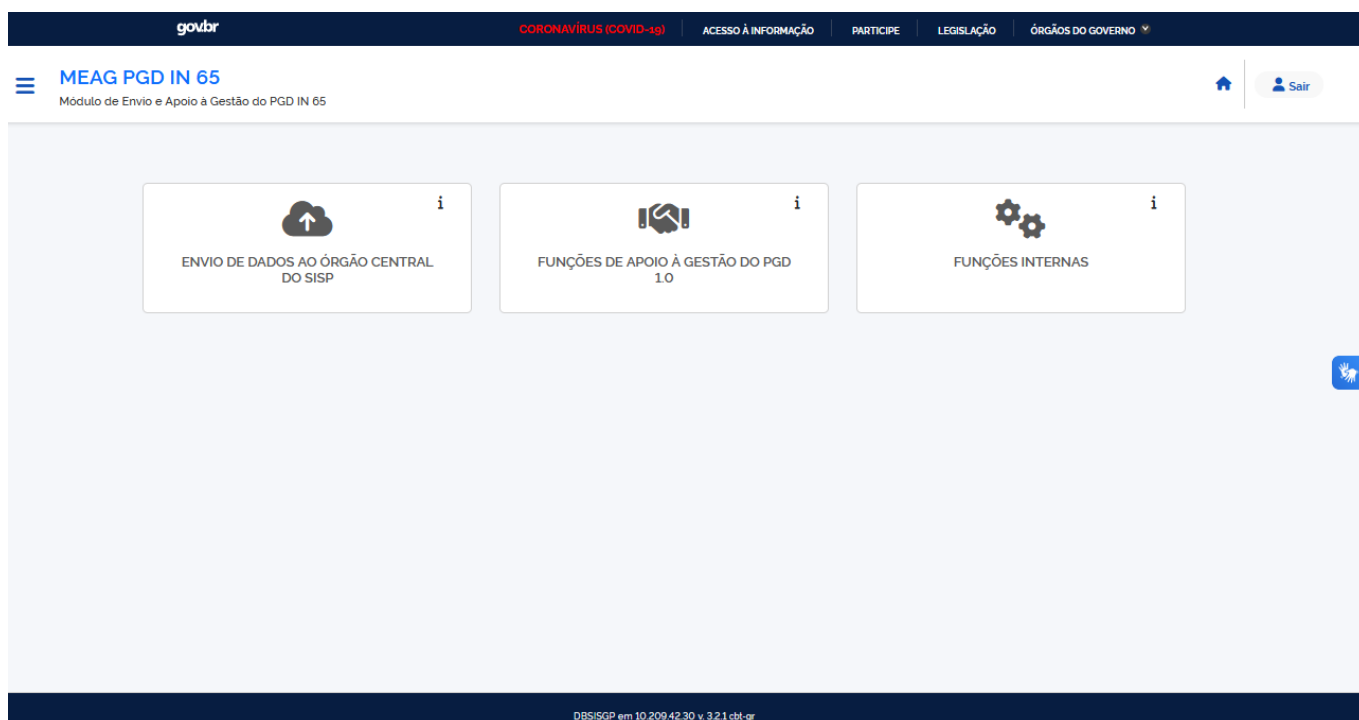 gov.br
CORONAVÍRUS (COVID-19) ACESSO À INFORMAÇÃO PARTICIPE LEGISLAÇÃO ÓRGÃOS DO GOVERNO
MEAG PGD IN 65
Módulo de Envio e Apoio à Gestão do PGD IN 65
Sair
i
ENVIO DE DADOS AO ÓRGÃO CENTRAL
DO SISP
i
FUNÇÕES DE APOIO À GESTÃO DO PGD
1.0
i
FUNÇÕES INTERNAS
DBSISGP em 10.209.42.30 v. 3.2.1 cbt-gr